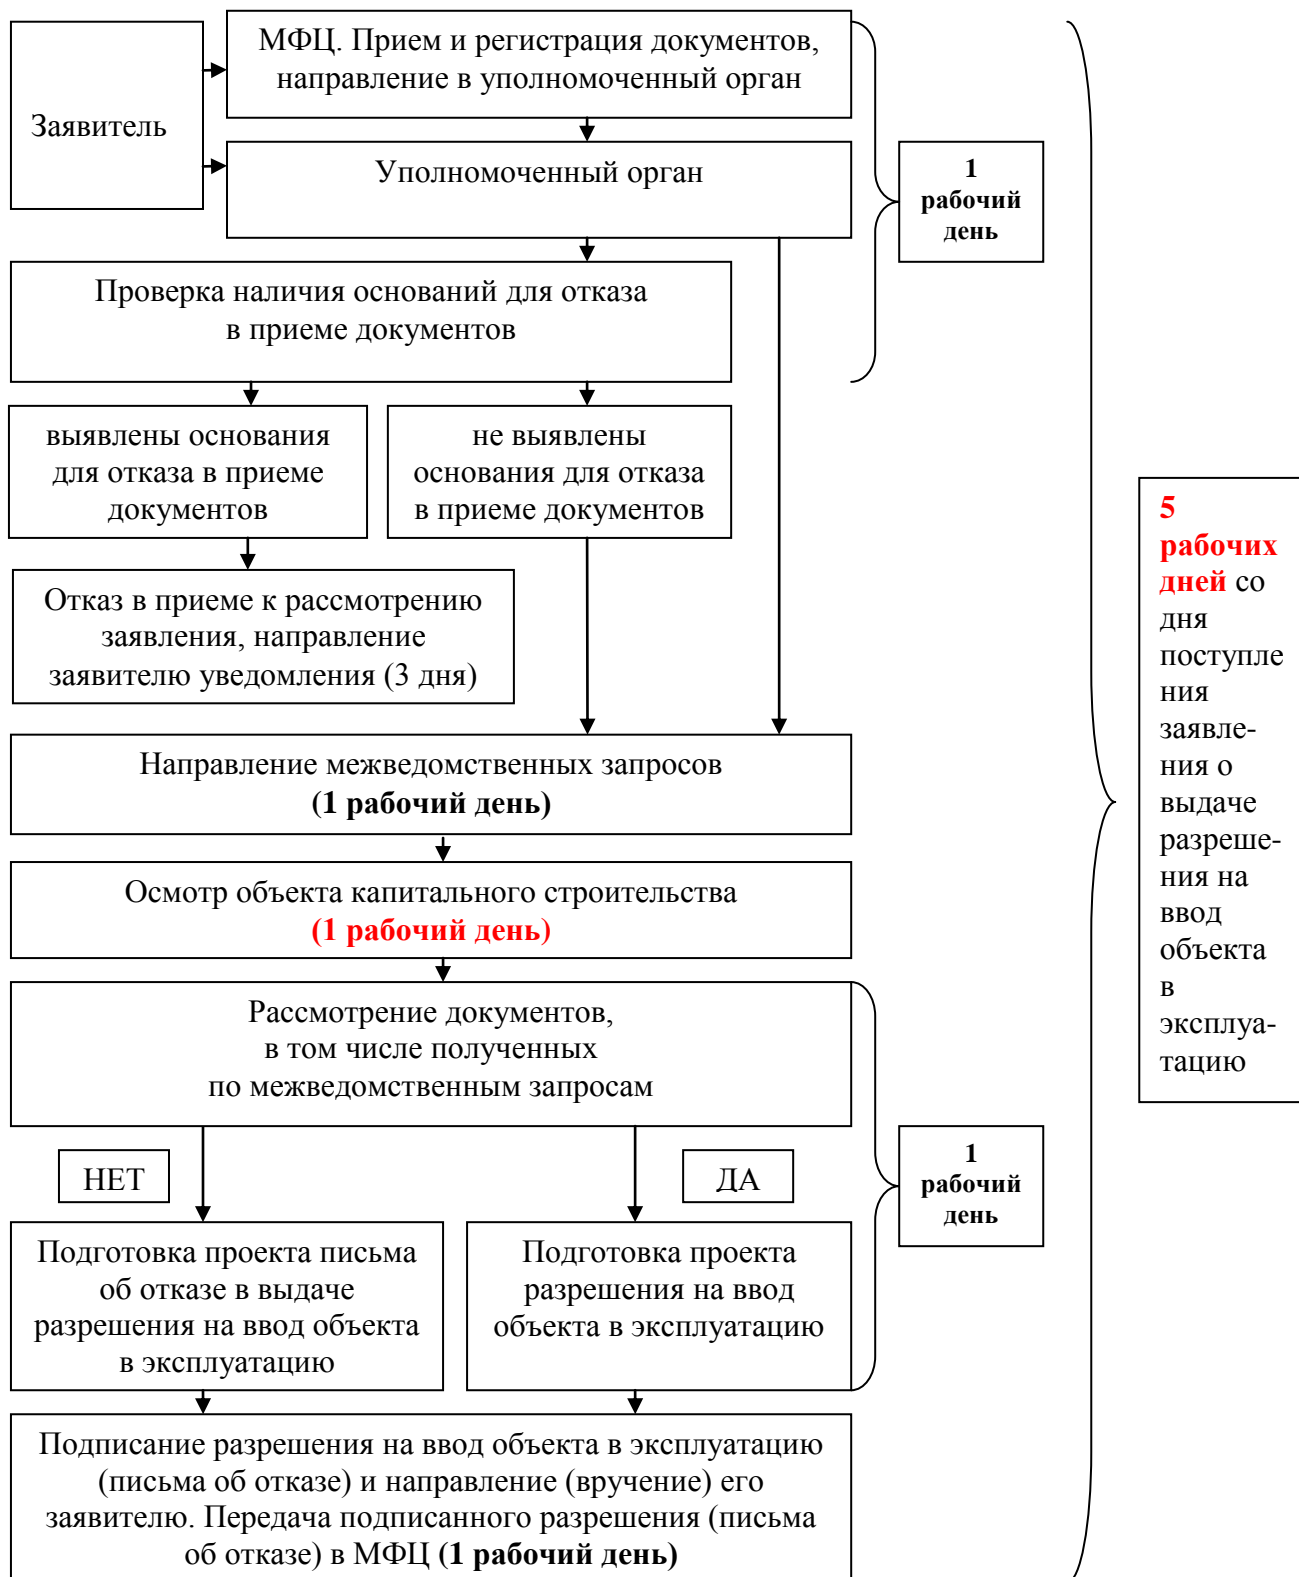 МФЦ. Прием и регистрация документов,
направление в уполномоченный орган
Заявитель
Уполномоченный орган
1
рабочий
день
Проверка наличия оснований для отказа
в приеме документов
выявлены основания
для отказа в приеме
документов
не выявлены
основания для отказа
в приеме документов
Отказ в приеме к рассмотрению
заявления, направление
заявителю уведомления (3 дня)
5
рабочих
дней со
дня
поступле
ния
заявле-
ния о
выдаче
разреше-
ния на
ввод
объекта
в
эксплуа-
тацию
Направление межведомственных запросов
(1 рабочий день)
Осмотр объекта капитального строительства
(1 рабочий день)
Рассмотрение документов,
в том числе полученных
по межведомственным запросам
НЕТ
ДА
1
рабочий
день
Подготовка проекта письма
об отказе в выдаче
разрешения на ввод объекта
в эксплуатацию
Подготовка проекта
разрешения на ввод
объекта в эксплуатацию
Подписание разрешения на ввод объекта в эксплуатацию
(письма об отказе) и направление (вручение) его
заявителю. Передача подписанного разрешения (письма
об отказе) в МФЦ (1 рабочий день)